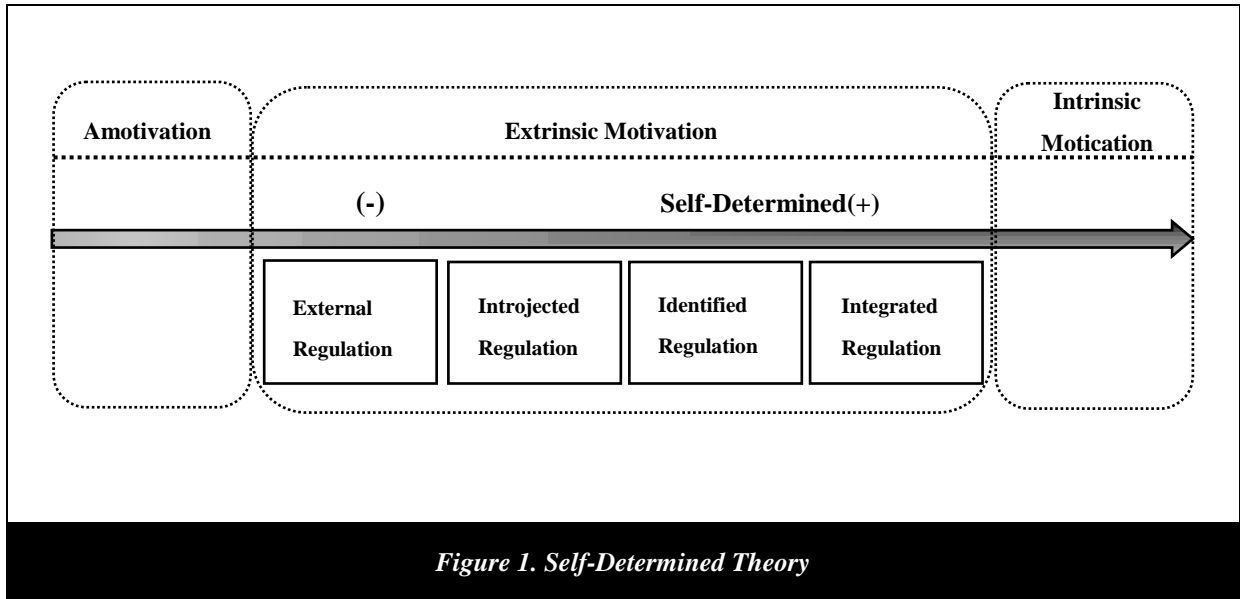 Amotivation
Extrinsic Motivation
Intrinsic
Motication
(-)
Self-Determined(+)
External
Regulation
Introjected
Regulation
Identified
Regulation
Integrated
Regulation
Figure 1. Self-Determined Theory